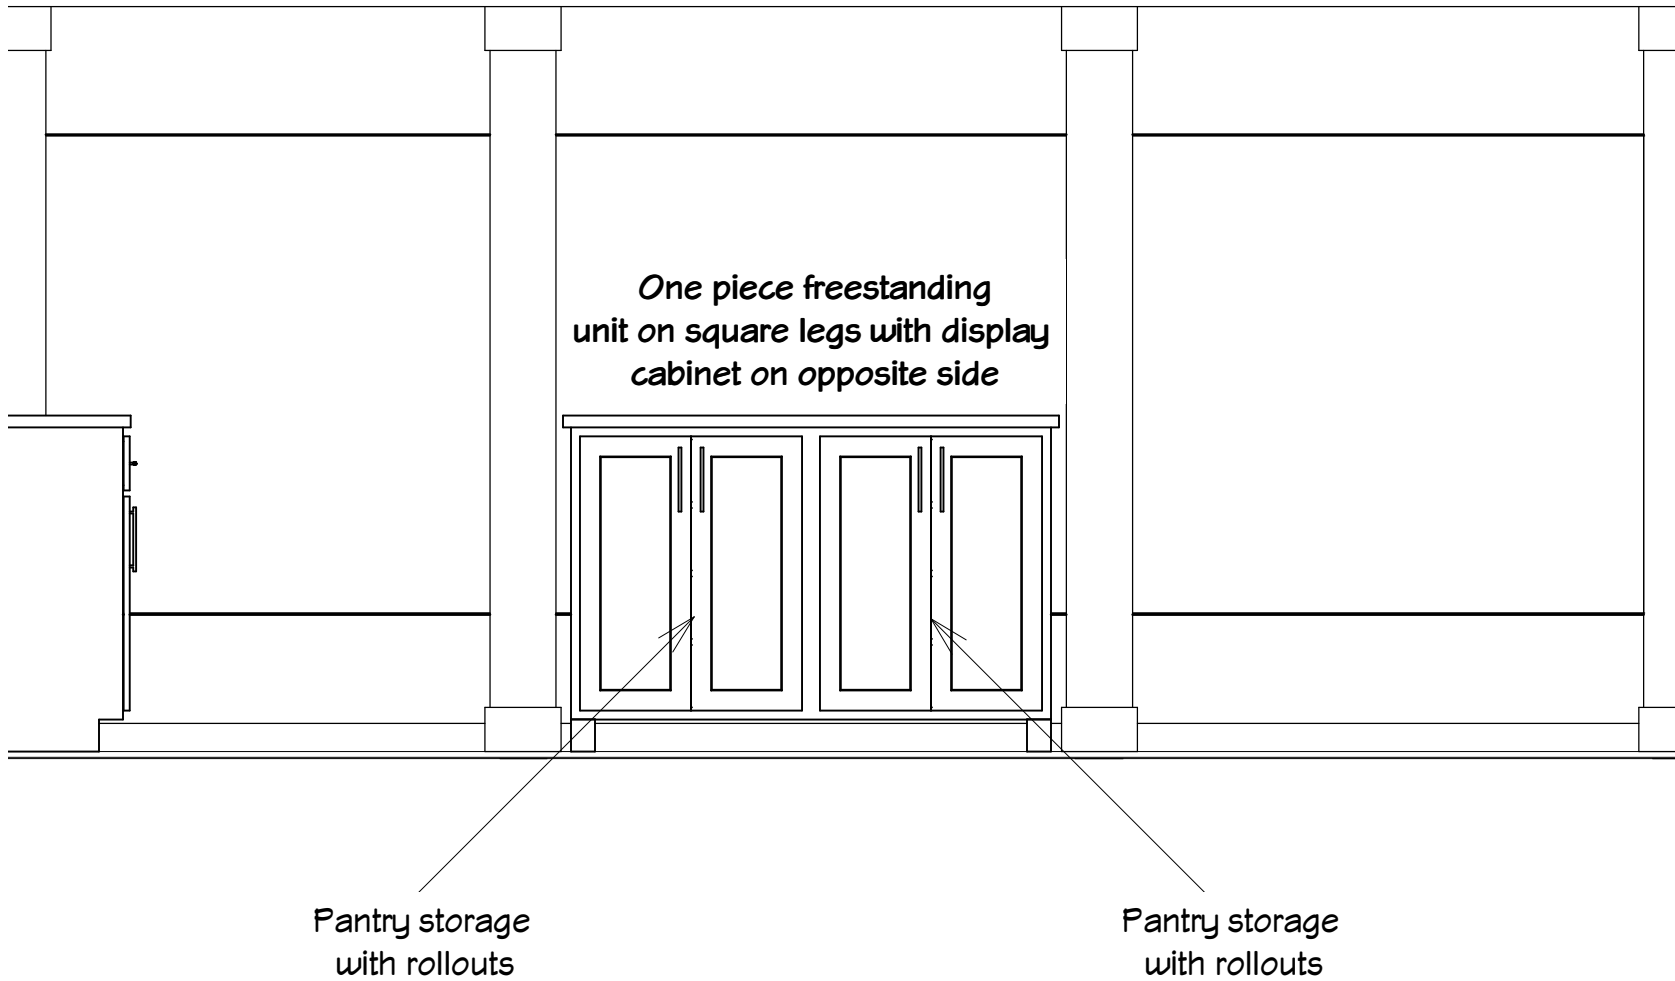 One piece freestanding
unit on square legs with display
cabinet on opposite side
Pantry storage
with rollouts
Pantry storage
with rollouts